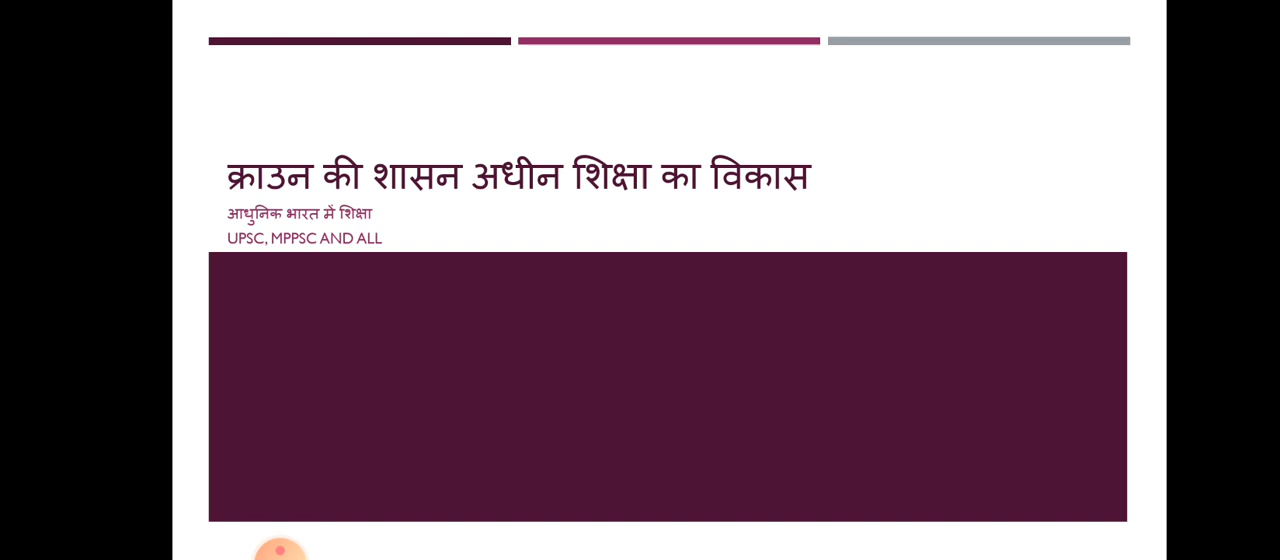 क्राउन की शासन अधीन शिक्षा का विकास
आधुनिक भारत में शिक्षा
UPSC, MPPSC AND ALL